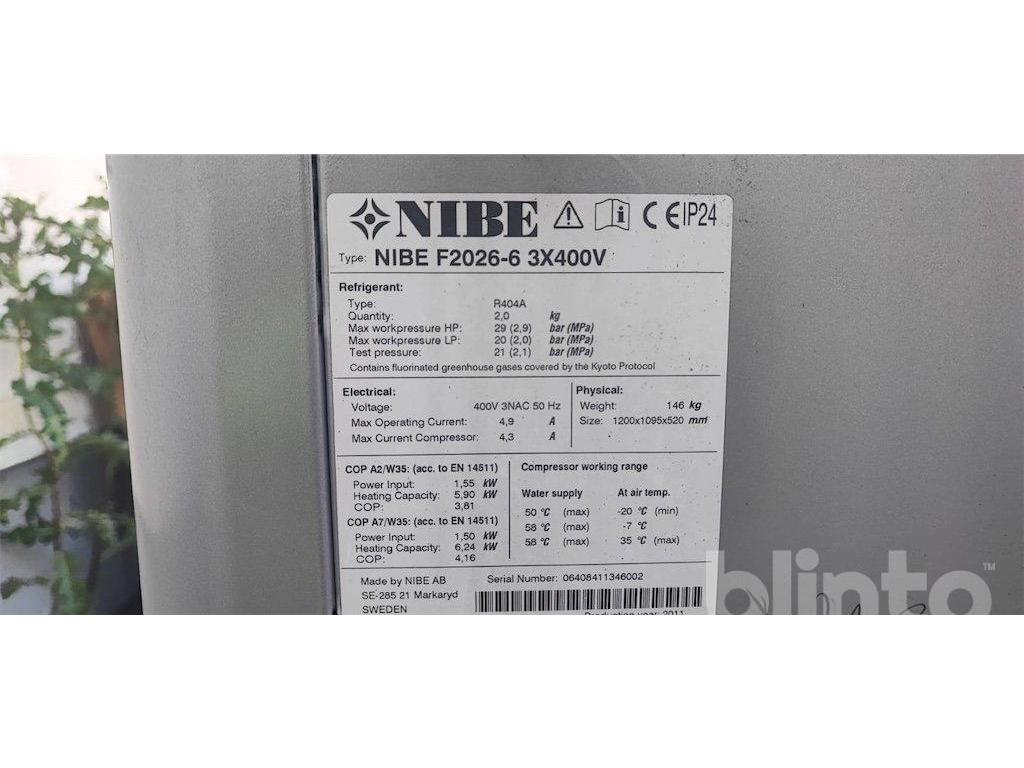 NIBE CE IP24
Type: NIBE F2026-6 3X400V
Refrigerant:
Type: R404A
Quantity: 2,0 kg
Max workpressure HP: 29 (2,9) bar (MPa)
Max workpressure LP: 20 (2,0) bar (MPa)
Test pressure: 21 (2,1) bar (MPa)
Contains fluorinated greenhouse gases covered by the Kyoto Protocol
Electrical:
Voltage: 400V 3NAC 50 Hz
Max Operating Current: 4,9 A
Max Current Compressor: 4,3 A
Physical:
Weight: 146 kg
Size: 1200x1095x520 mm
COP A2/W35: (acc. to EN 14511)
Power Input: 1,55 kW
Heating Capacity: 5,90 kW
COP: 3,81
COP A7/W35: (acc. to EN 14511)
Power Input: 1,50 kW
Heating Capacity: 6,24 kW
COP: 4,16
Compressor working range
Water supply At air temp.
50 °C (max) -20 °C (min)
58 °C (max) -7 °C
58 °C (max) 35 °C (max)
Made by NIBE AB
SE-285 21 Markaryd
SWEDEN
Serial Number: 06408411346002
Production year: 2011
blinto™